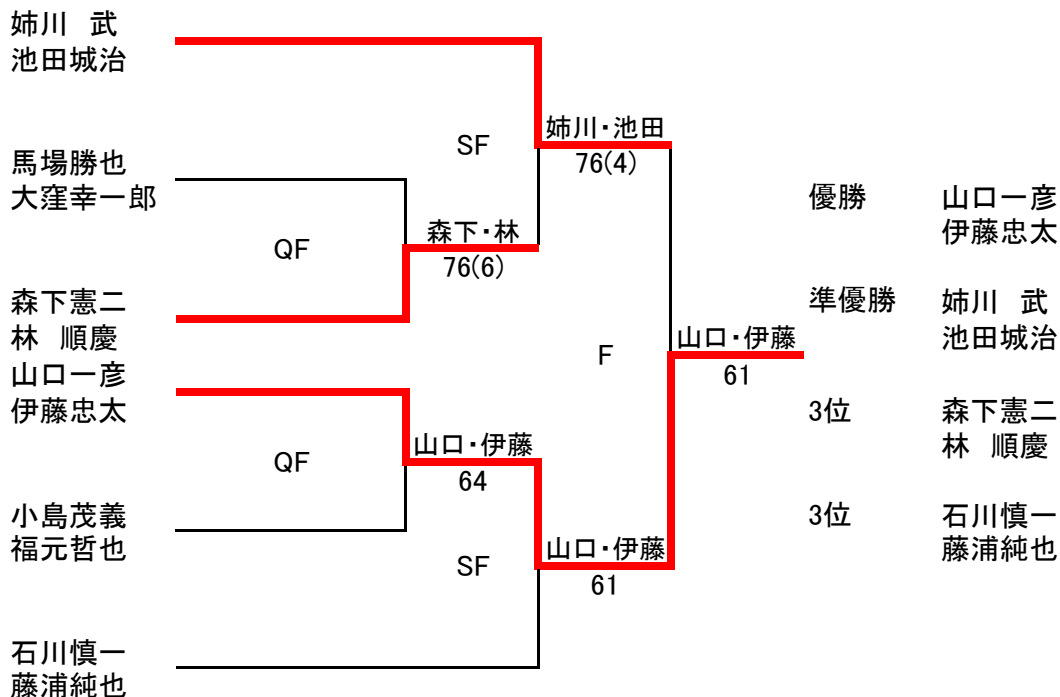 姉川　武
池田城治
SF
姉川・池田
76(4)
馬場勝也
大窪幸一郎
QF
森下・林
76(6)
森下憲二
林　順慶
F
山口・伊藤
61
山口一彦
伊藤忠太
QF
山口・伊藤
64
小島茂義
福元哲也
SF
山口・伊藤
61
石川慎一
藤浦純也
優勝　山口一彦
伊藤忠太
準優勝　姉川　武
池田城治
3位　森下憲二
林　順慶
3位　石川慎一
藤浦純也